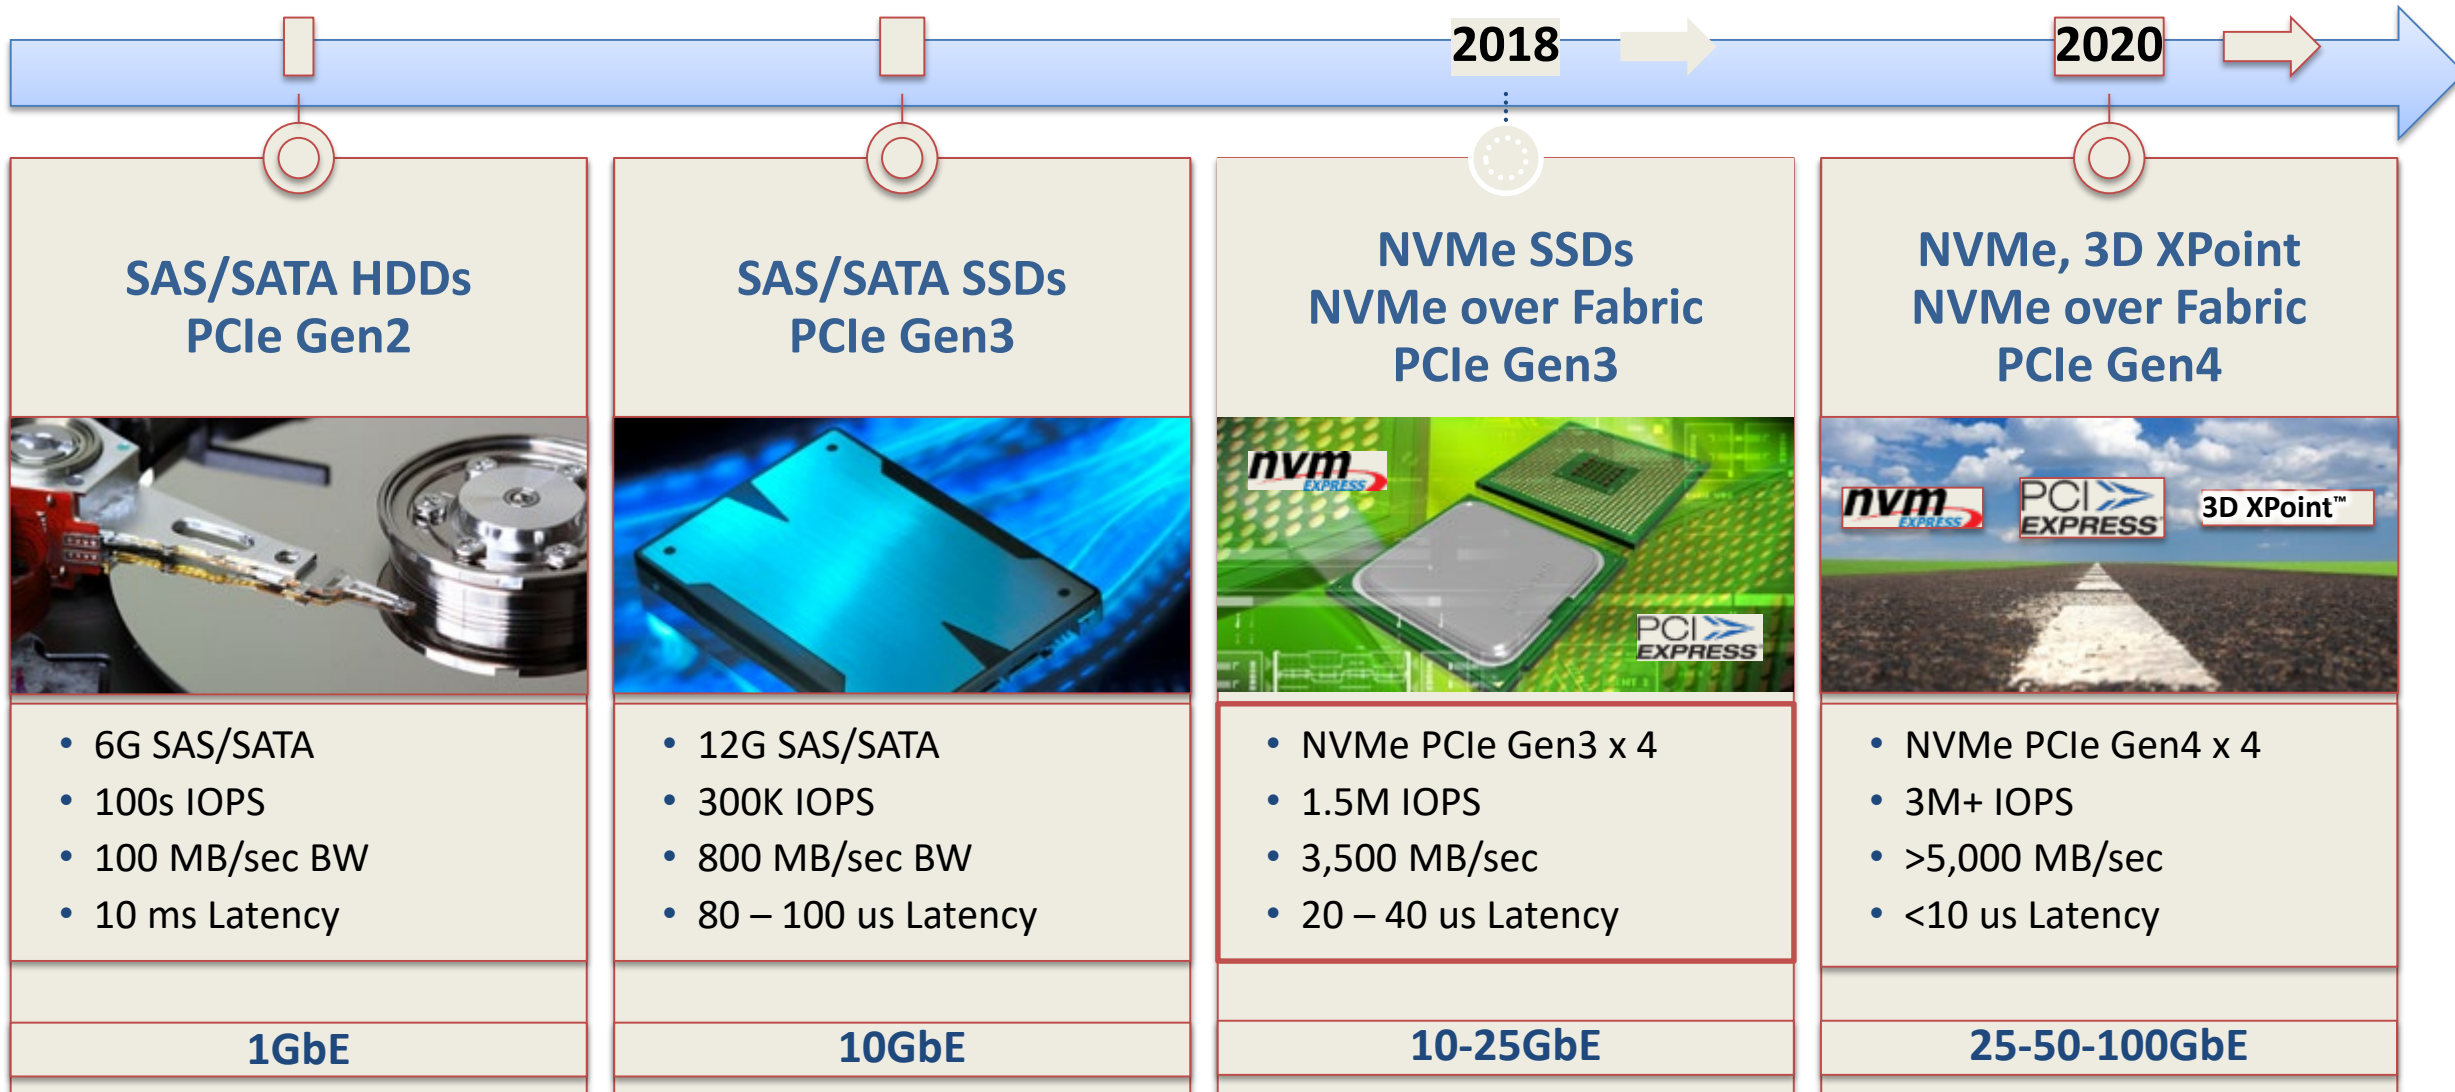 2018
2020
SAS/SATA HDDs
PCIe Gen2
SAS/SATA SSDs
PCIe Gen3
NVMe SSDs
NVMe over Fabric
PCIe Gen3
NVMe, 3D XPoint
NVMe over Fabric
PCIe Gen4
nvm
EXPRESS
PCI
EXPRESS
nvm
EXPRESS
PCI
EXPRESS
3D XPoint™
• 6G SAS/SATA
• 100s IOPS
• 100 MB/sec BW
• 10 ms Latency
• 12G SAS/SATA
• 300K IOPS
• 800 MB/sec BW
• 80 – 100 us Latency
• NVMe PCIe Gen3 x 4
• 1.5M IOPS
• 3,500 MB/sec
• 20 – 40 us Latency
• NVMe PCIe Gen4 x 4
• 3M+ IOPS
• >5,000 MB/sec
• <10 us Latency
1GbE
10GbE
10-25GbE
25-50-100GbE